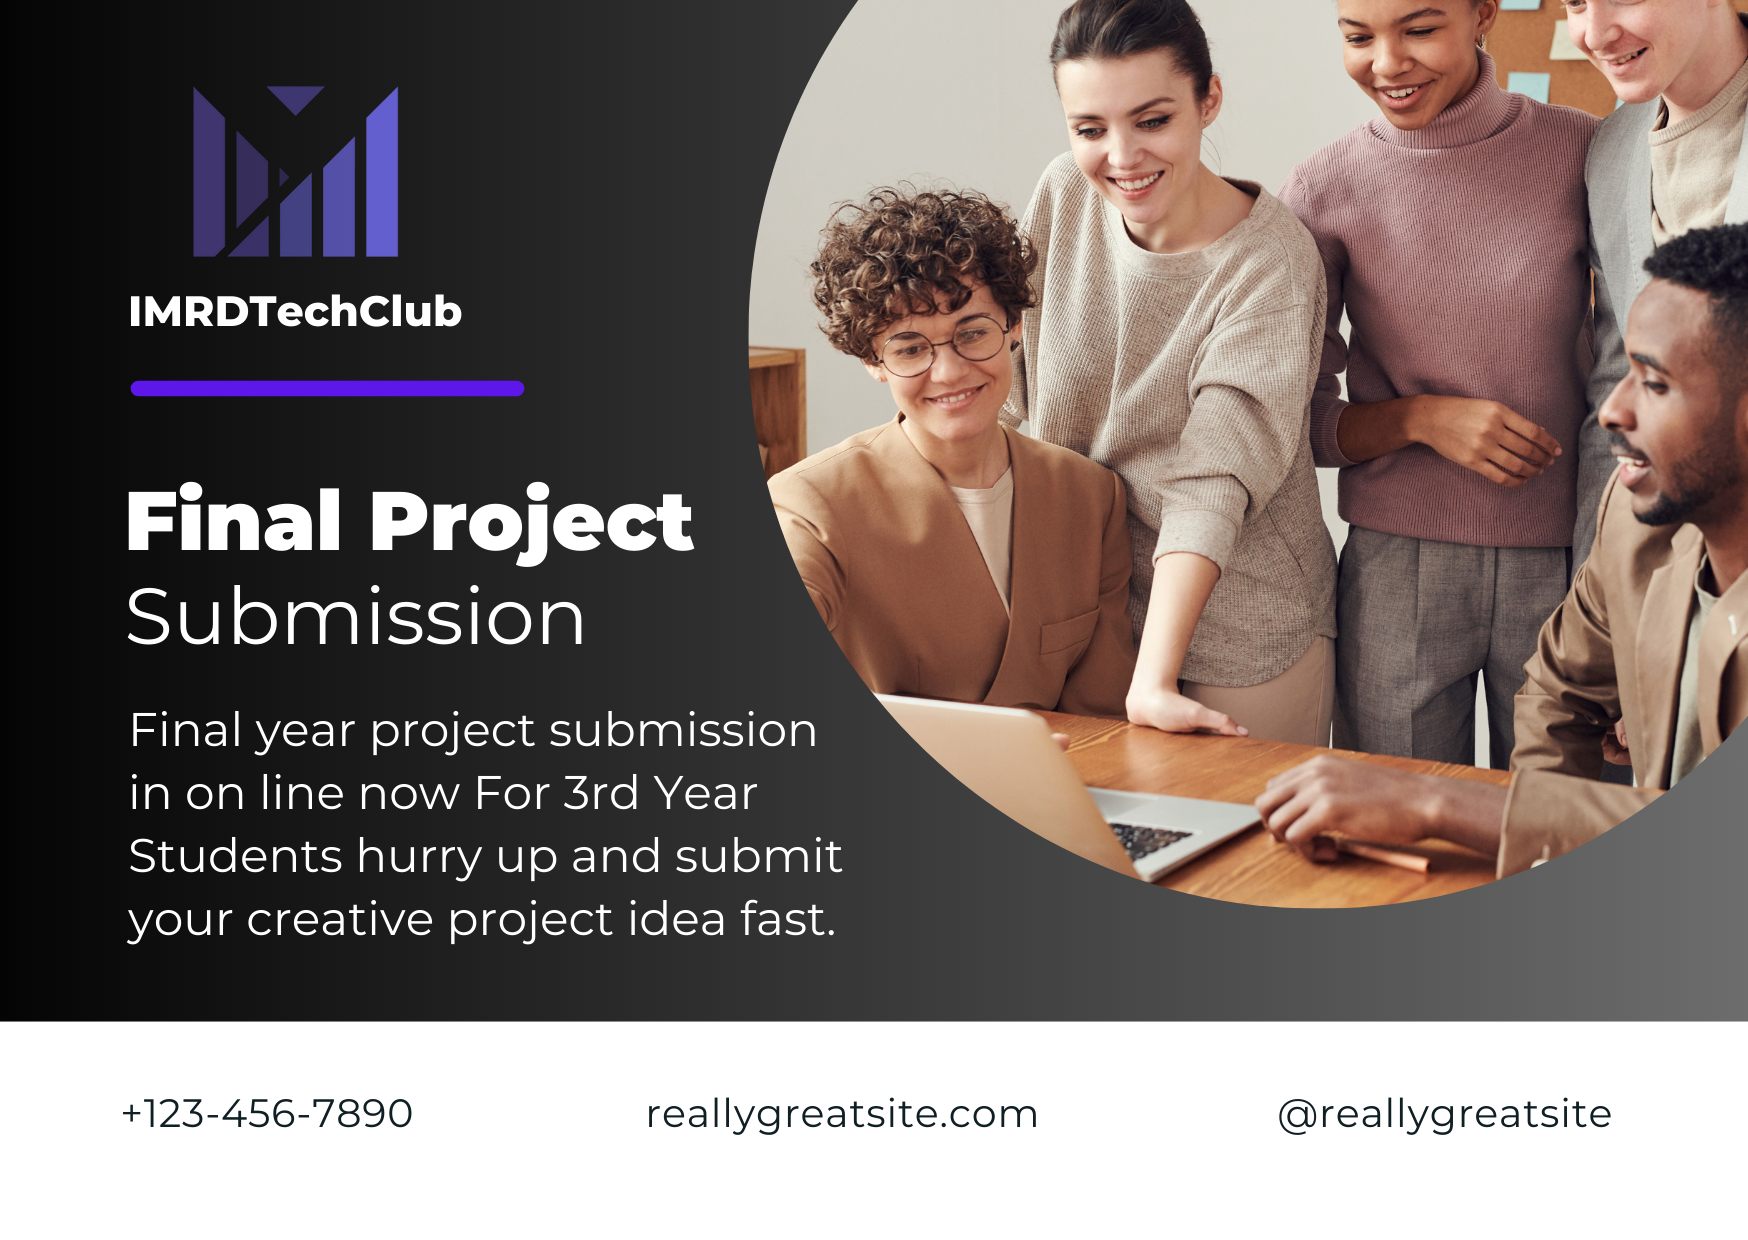 IMRDTechClub
Final Project
Submission
Final year project submission
in on line now For 3rd Year
Students hurry up and submit
your creative project idea fast.
+123-456-7890
reallygreatsite.com
@reallygreatsite